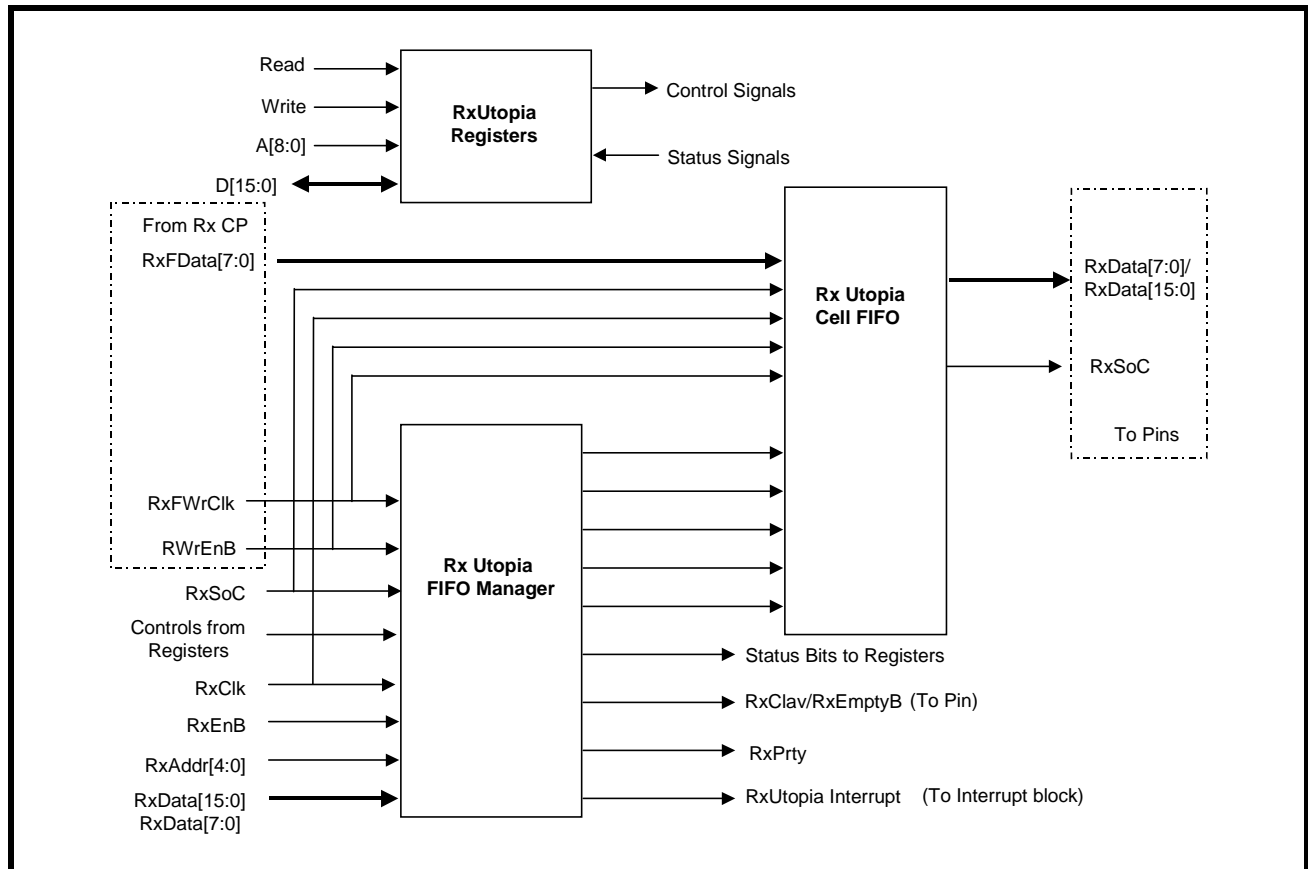 Read
Write
A[8:0]
D[15:0]
RxUtopia
Registers
Control Signals
Status Signals
From Rx CP
RxFData[7:0]
Rx Utopia
Cell FIFO
RxData[7:0]/
RxData[15:0]
RxSoC
To Pins
RxFWrClk
RWrEnB
RxSoC
Controls from
Registers
RxClk
RxEnB
RxAddr[4:0]
RxData[15:0]
RxData[7:0]
Rx Utopia
FIFO Manager
Status Bits to Registers
RxClav/RxEmptyB (To Pin)
RxPrty
RxUtopia Interrupt (To Interrupt block)